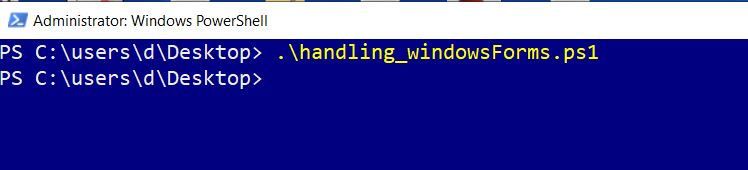 Administrator: Windows PowerShell
PS C:\users\d\Desktop> .\handling_windowsForms.ps1
PS C:\users\d\Desktop>